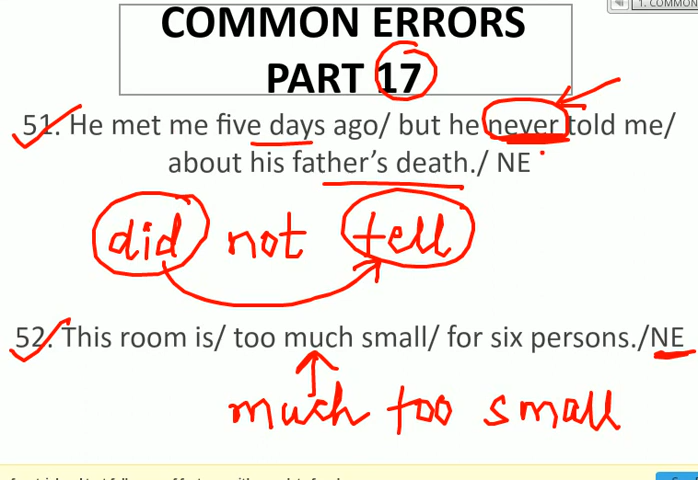 1. COMMON
COMMON ERRORS
PART 17
51. He met me five days ago/ but he never told me/
about his father's death./ NE
did not tell
52. This room is/ too much small/ for six persons./NE
much too small